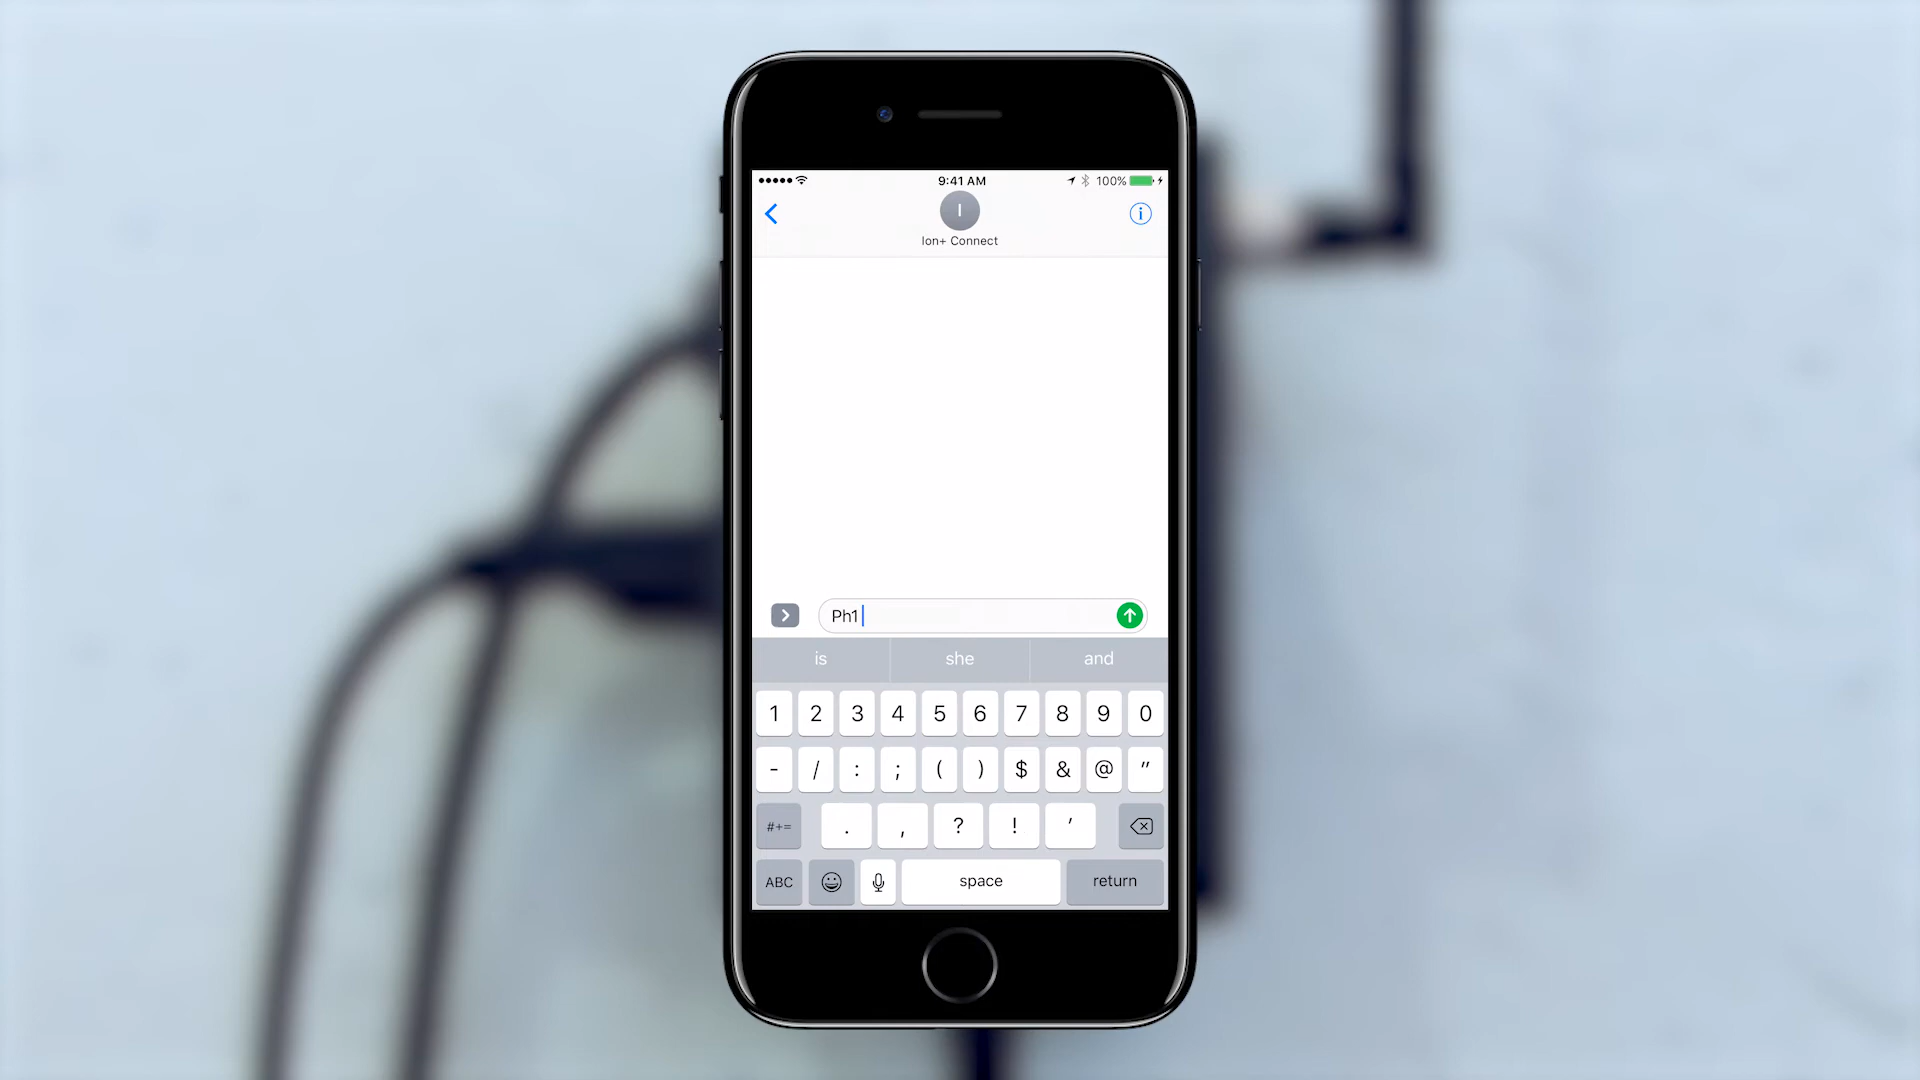 9:41 AM
100%
I
Ion+ Connect
Ph1
is she and
1 2 3 4 5 6 7 8 9 0
- / : ; ( ) $ & @ "
#+= . , ? ! '
ABC space return